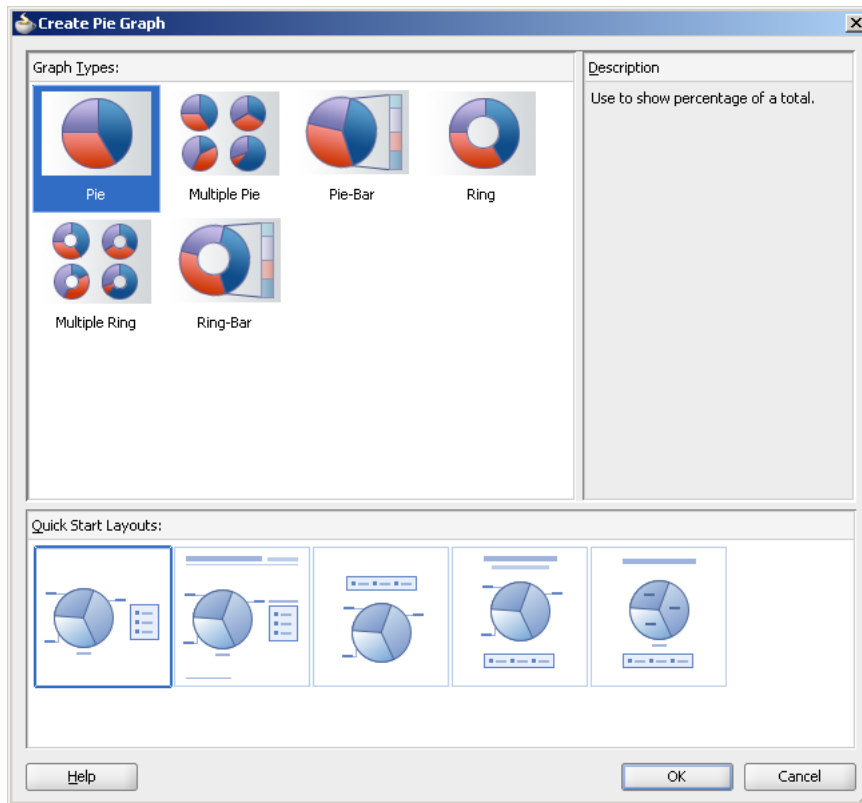 Create Pie Graph
Graph Types:
Description
Use to show percentage of a total.
Pie
Multiple Pie
Pie-Bar
Ring
Multiple Ring
Ring-Bar
Quick Start Layouts:
Help
OK
Cancel